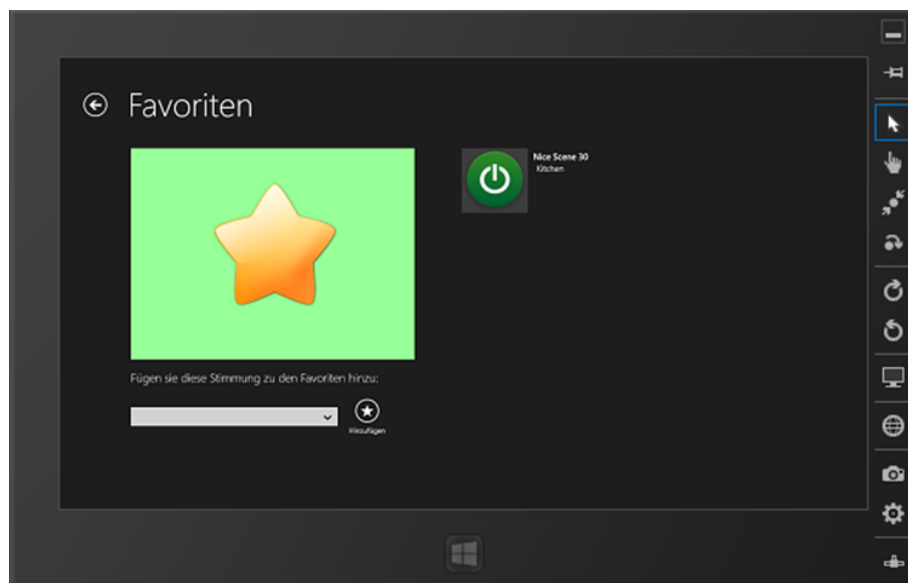 Favoriten
Nice Scene 30
Kitchen
Fügen sie diese Stimmung zu den Favoriten hinzu:
Hinzufügen